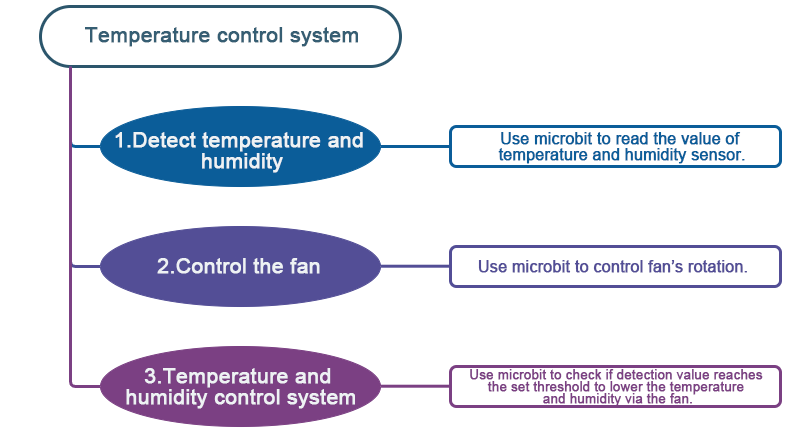 Temperature control system
1.Detect temperature and
humidity
Use microbit to read the value of
temperature and humidity sensor.
2.Control the fan
Use microbit to control fan's rotation.
3.Temperature and
humidity control system
Use microbit to check if detection value reaches
the set threshold to lower the temperature
and humidity via the fan.